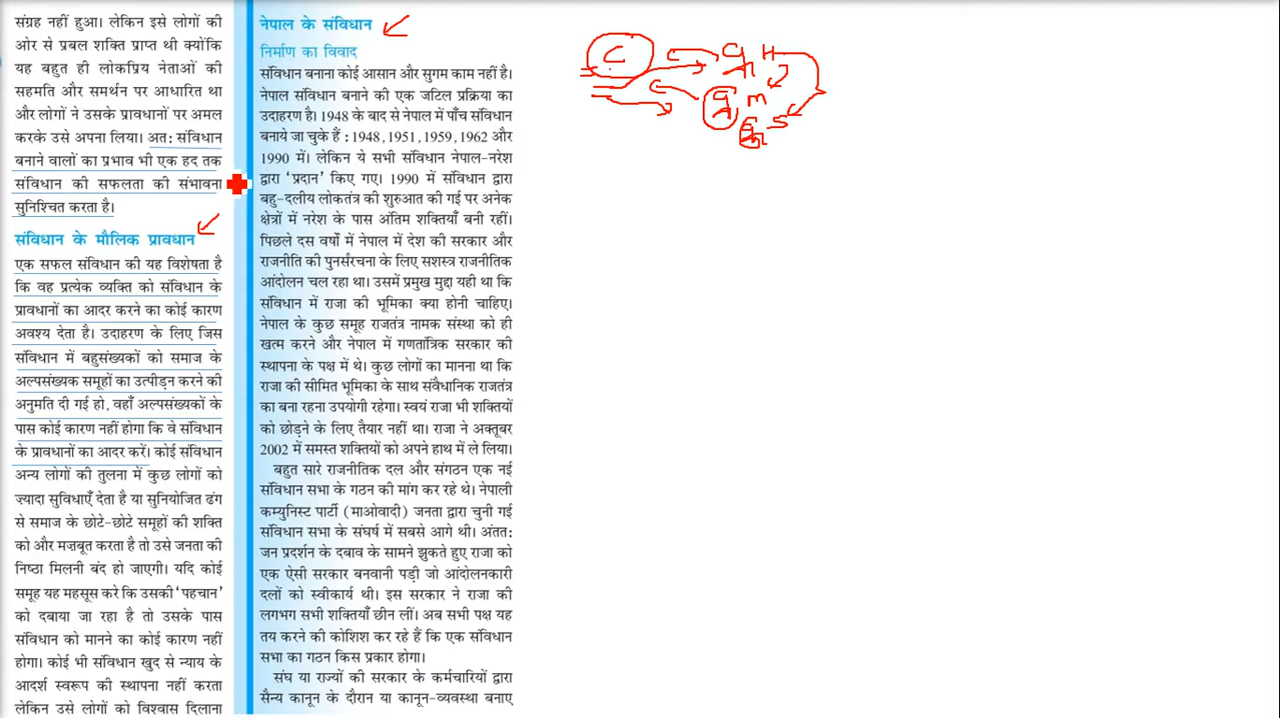 संग्रह नहीं हुआ। लेकिन इसे लोगों की
ओर से प्रबल शक्ति प्राप्त थी क्योंकि
यह बहुत ही लोकप्रिय नेताओं की
सहमति और समर्थन पर आधारित था
और लोगों ने उसके प्रावधानों पर अमल
करके उसे अपना लिया। अत: संविधान
बनाने वालों का प्रभाव भी एक हद तक
संविधान की सफलता की संभावना
सुनिश्चित करता है।
संविधान के मौलिक प्रावधान
एक सफल संविधान की यह विशेषता है
कि वह प्रत्येक व्यक्ति को संविधान के
प्रावधानों का आदर करने का कोई कारण
अवश्य देता है। उदाहरण के लिए जिस
संविधान में बहुसंख्यकों को समाज के
अल्पसंख्यक समूहों का उत्पीड़न करने की
अनुमति दी गई हो, वहाँ अल्पसंख्यकों के
पास कोई कारण नहीं होगा कि वे संविधान
के प्रावधानों का आदर करें। कोई संविधान
अन्य लोगों की तुलना में कुछ लोगों को
ज़्यादा सुविधाएँ देता है या सुनियोजित ढंग
से समाज के छोटे-छोटे समूहों की शक्ति
को और मज़बूत करता है तो उसे जनता की
निष्ठा मिलनी बंद हो जाएगी। यदि कोई
समूह यह महसूस करे कि उसकी 'पहचान'
को दबाया जा रहा है तो उसके पास
संविधान को मानने का कोई कारण नहीं
होगा। कोई भी संविधान खुद से न्याय के
आदर्श स्वरूप की स्थापना नहीं करता
लेकिन उसे लोगों को विश्वास दिलाना
नेपाल के संविधान
निर्माण का विवाद
संविधान बनाना कोई आसान और सुगम काम नहीं है।
नेपाल संविधान बनाने की एक जटिल प्रक्रिया का
उदाहरण है। 1948 के बाद से नेपाल में पाँच संविधान
बनाये जा चुके हैं : 1948, 1951, 1959, 1962 और
1990 में। लेकिन ये सभी संविधान नेपाल-नरेश
द्वारा 'प्रदान' किए गए। 1990 में संविधान द्वारा
बहु-दलीय लोकतंत्र की शुरुआत की गई पर अनेक
क्षेत्रों में नरेश के पास अंतिम शक्तियाँ बनी रहीं।
पिछले दस वर्षों में नेपाल में देश की सरकार और
राजनीति की पुनर्संरचना के लिए सशस्त्र राजनीतिक
आंदोलन चल रहा था। उसमें प्रमुख मुद्दा यही था कि
संविधान में राजा की भूमिका क्या होनी चाहिए।
नेपाल के कुछ समूह राजतंत्र नामक संस्था को ही
खत्म करने और नेपाल में गणतांत्रिक सरकार की
स्थापना के पक्ष में थे। कुछ लोगों का मानना था कि
राजा की सीमित भूमिका के साथ संवैधानिक राजतंत्र
का बना रहना उपयोगी रहेगा। स्वयं राजा भी शक्तियों
को छोड़ने के लिए तैयार नहीं था। राजा ने अक्तूबर
2002 में समस्त शक्तियों को अपने हाथ में ले लिया।
बहुत सारे राजनीतिक दल और संगठन एक नई
संविधान सभा के गठन की मांग कर रहे थे। नेपाली
कम्युनिस्ट पार्टी (माओवादी) जनता द्वारा चुनी गई
संविधान सभा के संघर्ष में सबसे आगे थी। अंतत:
जन प्रदर्शन के दबाव के सामने झुकते हुए राजा को
एक ऐसी सरकार बनवानी पड़ी जो आंदोलनकारी
दलों को स्वीकार्य थी। इस सरकार ने राजा की
लगभग सभी शक्तियाँ छीन लीं। अब सभी पक्ष यह
तय करने की कोशिश कर रहे हैं कि एक संविधान
सभा का गठन किस प्रकार होगा।
संघ या राज्यों की सरकार के कर्मचारियों द्वारा
सैन्य कानून के दौरान या कानून-व्यवस्था बनाए
C
H
m
S